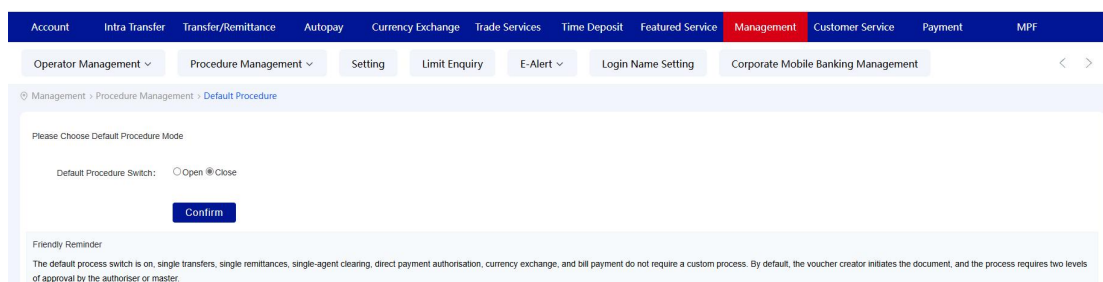 Account Intra Transfer Transfer/Remittance Autopay Currency Exchange Trade Services Time Deposit Featured Service Management Customer Service Payment MPF
Operator Management Procedure Management Setting Limit Enquiry E-Alert Login Name Setting Corporate Mobile Banking Management
Management > Procedure Management > Default Procedure
Please Choose Default Procedure Mode
Default Procedure Switch: Open Close
Confirm
Friendly Reminder
The default process switch is on, single transfers, single remittances, single-agent clearing, direct payment authorisation, currency exchange, and bill payment do not require a custom process. By default, the voucher creator initiates the document, and the process requires two levels
of approval by the authoriser or master.